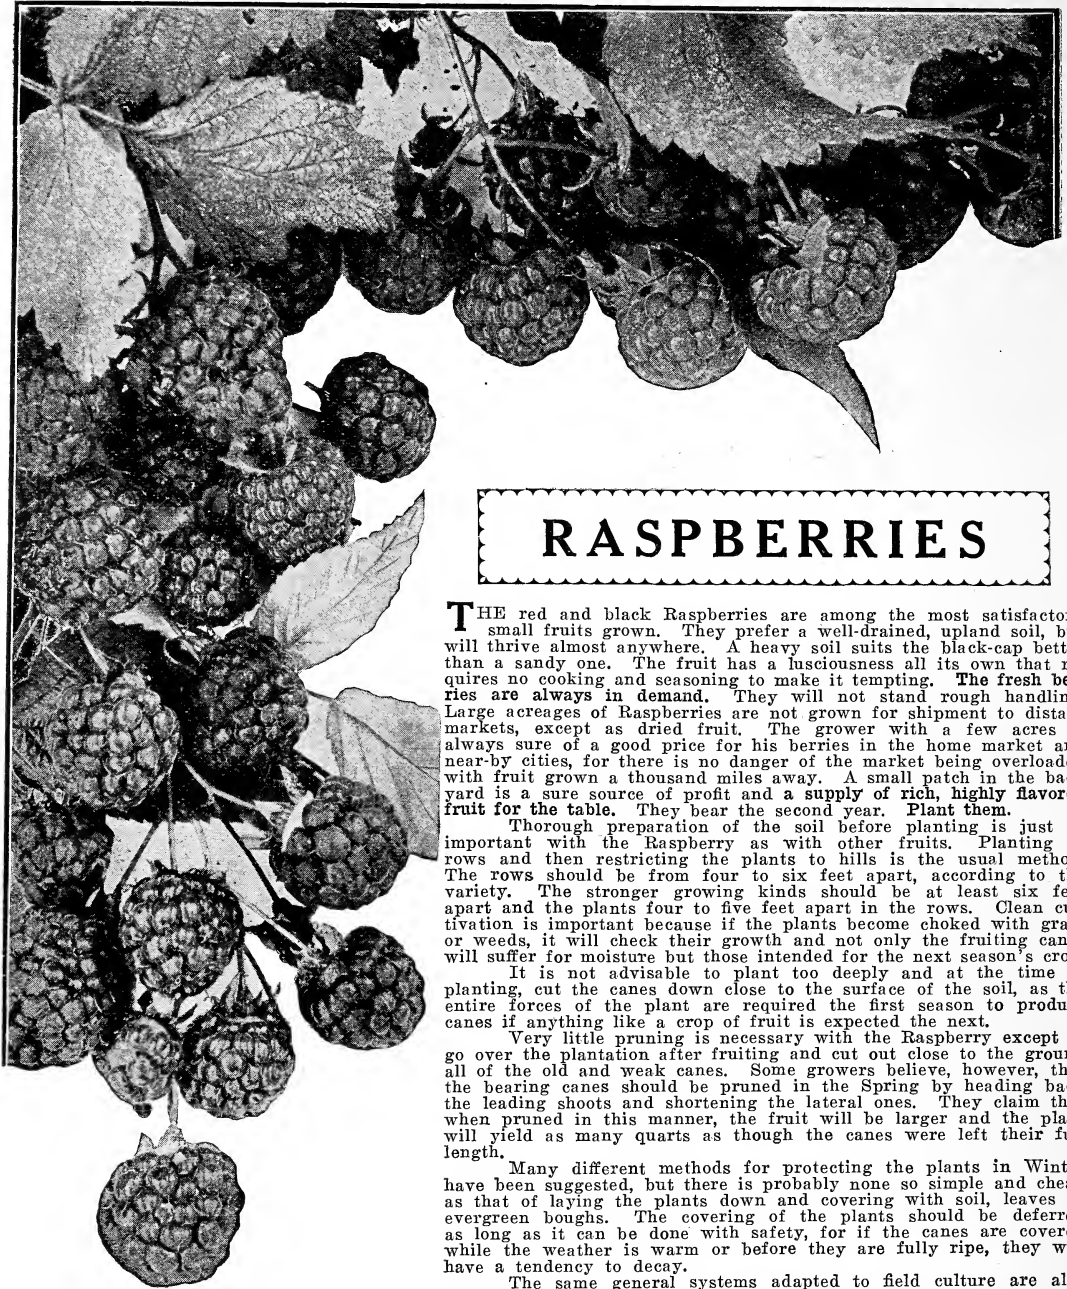 RASPBERRIES
THE red and black Raspberries are among the most satisfactor
small fruits grown. They prefer a well-drained, upland soil, b
will thrive almost anywhere. A heavy soil suits the black-cap bett
than a sandy one. The fruit has a lusciousness all its own that r
quires no cooking and seasoning to make it tempting. The fresh be
ries are always in demand. They will not stand rough handlin
Large acreages of Raspberries are not grown for shipment to dista
markets, except as dried fruit. The grower with a few acres
always sure of a good price for his berries in the home market a
near-by cities, for there is no danger of the market being overload
with fruit grown a thousand miles away. A small patch in the ba
yard is a sure source of profit and a supply of rich, highly flavor
fruit for the table. They bear the second year. Plant them.
Thorough preparation of the soil before planting is just
important with the Raspberry as with other fruits. Planting
rows and then restricting the plants to hills is the usual metho
The rows should be from four to six feet apart, according to t
variety. The stronger growing kinds should be at least six fe
apart and the plants four to five feet apart in the rows. Clean cu
tivation is important because if the plants become choked with gra
or weeds, it will check their growth and not only the fruiting can
will suffer for moisture but those intended for the next season's cro
It is not advisable to plant too deeply and at the time
planting, cut the canes down close to the surface of the soil, as t
entire forces of the plant are required the first season to produ
canes if anything like a crop of fruit is expected the next.
Very little pruning is necessary with the Raspberry except
go over the plantation after fruiting and cut out close to the groun
all of the old and weak canes. Some growers believe, however, th
the bearing canes should be pruned in the Spring by heading ba
the leading shoots and shortening the lateral ones. They claim th
when pruned in this manner, the fruit will be larger and the pla
will yield as many quarts as though the canes were left their fu
length.
Many different methods for protecting the plants in Wint
have been suggested, but there is probably none so simple and chea
as that of laying the plants down and covering with soil, leaves
evergreen boughs. The covering of the plants should be deferr
as long as it can be done with safety, for if the canes are cover
while the weather is warm or before they are fully ripe, they w
have a tendency to decay.
The same general systems adapted to field culture are al